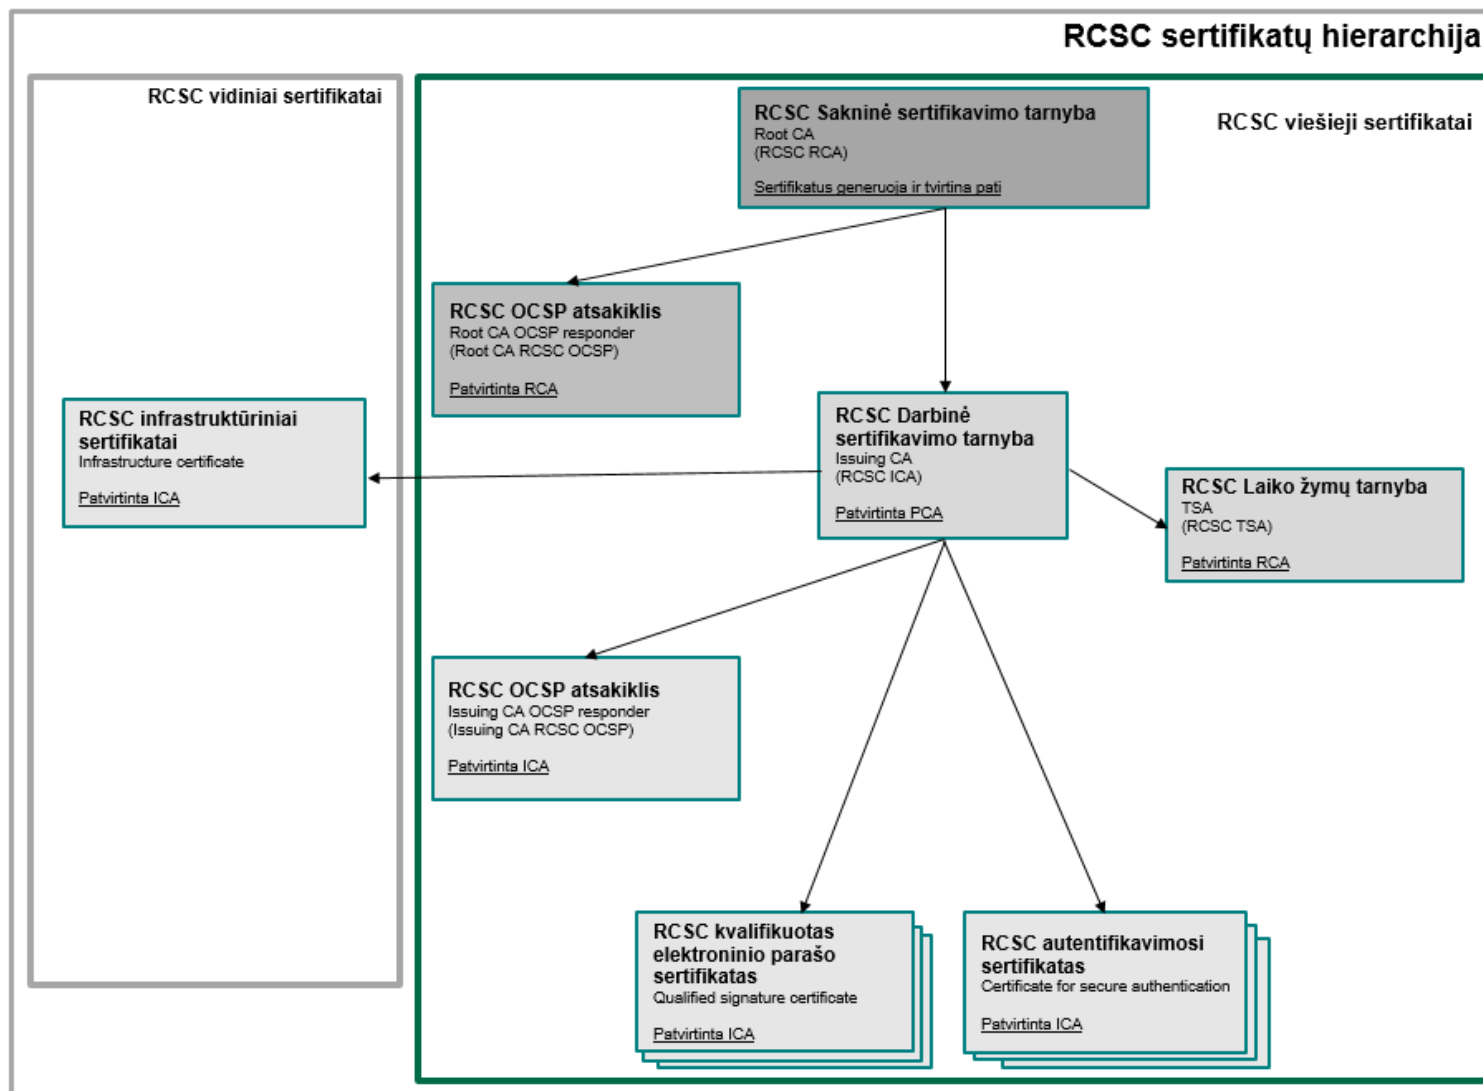 RCSC sertifikatų hierarchija
RCSC vidiniai sertifikatai
RCSC viešieji sertifikatai
RCSC Sakninė sertifikavimo tarnyba
Root CA
(RCSC RCA)
Sertifikatus generuoja ir tvirtina pati
RCSC OCSP atsakiklis
Root CA OCSP responder
(Root CA RCSC OCSP)
Patvirtinta RCA
RCSC infrastruktūriniai
sertifikatai
Infrastructure certificate
Patvirtinta ICA
RCSC Darbinė
sertifikavimo tarnyba
Issuing CA
(RCSC ICA)
Patvirtinta PCA
RCSC Laiko žymų tarnyba
TSA
(RCSC TSA)
Patvirtinta RCA
RCSC OCSP atsakiklis
Issuing CA OCSP responder
(Issuing CA RCSC OCSP)
Patvirtinta ICA
RCSC kvalifikuotas
elektroninio parašo
sertifikatas
Qualified signature certificate
Patvirtinta ICA
RCSC autentifikavimosi
sertifikatas
Certificate for secure authentication
Patvirtinta ICA